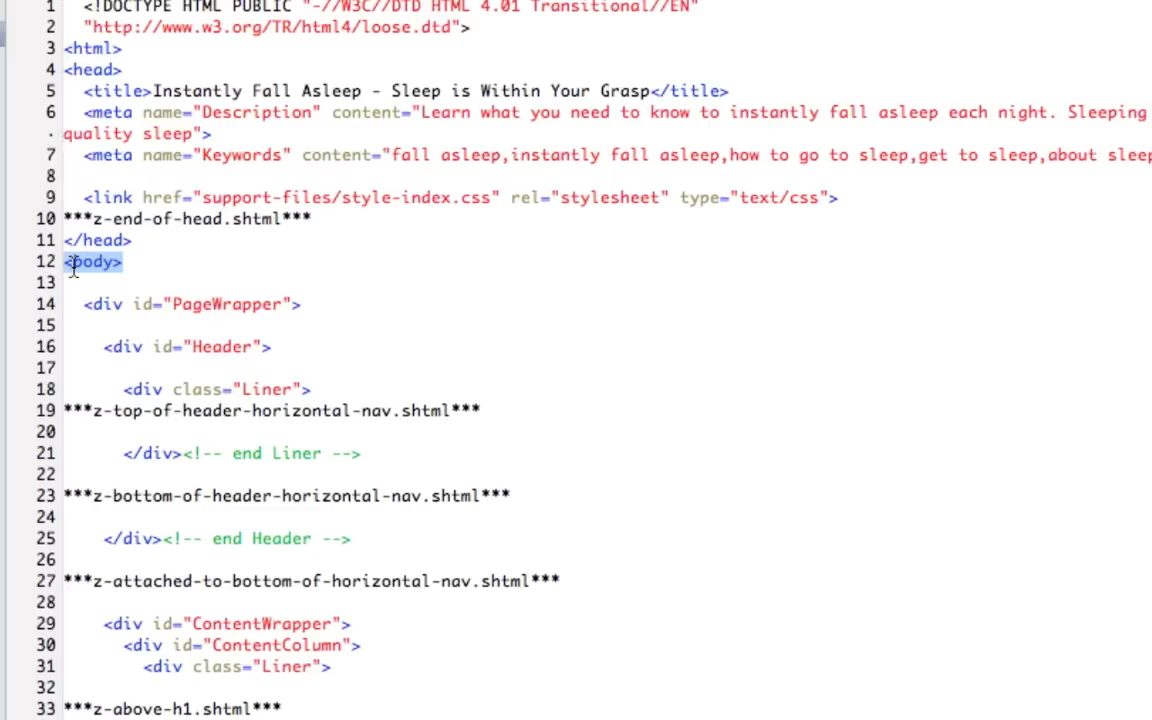 1 <!DOCTYPE HTML PUBLIC "-//W3C//DTD HTML 4.01 Transitional//EN"
2 "http://www.w3.org/TR/html4/loose.dtd">
3 <html>
4 <head>
5 <title>Instantly Fall Asleep - Sleep is Within Your Grasp</title>
6 <meta name="Description" content="Learn what you need to know to instantly fall asleep each night. Sleeping
· quality sleep">
7 <meta name="Keywords" content="fall asleep,instantly fall asleep,how to go to sleep,get to sleep,about sleep
8
9 <link href="support-files/style-index.css" rel="stylesheet" type="text/css">
10 ***z-end-of-head.shtml***
11 </head>
12 <body>
13
14 <div id="PageWrapper">
15
16 <div id="Header">
17
18 <div class="Liner">
19 ***z-top-of-header-horizontal-nav.shtml***
20
21 </div><!-- end Liner -->
22
23 ***z-bottom-of-header-horizontal-nav.shtml***
24
25 </div><!-- end Header -->
26
27 ***z-attached-to-bottom-of-horizontal-nav.shtml***
28
29 <div id="ContentWrapper">
30 <div id="ContentColumn">
31 <div class="Liner">
32
33 ***z-above-h1.shtml***